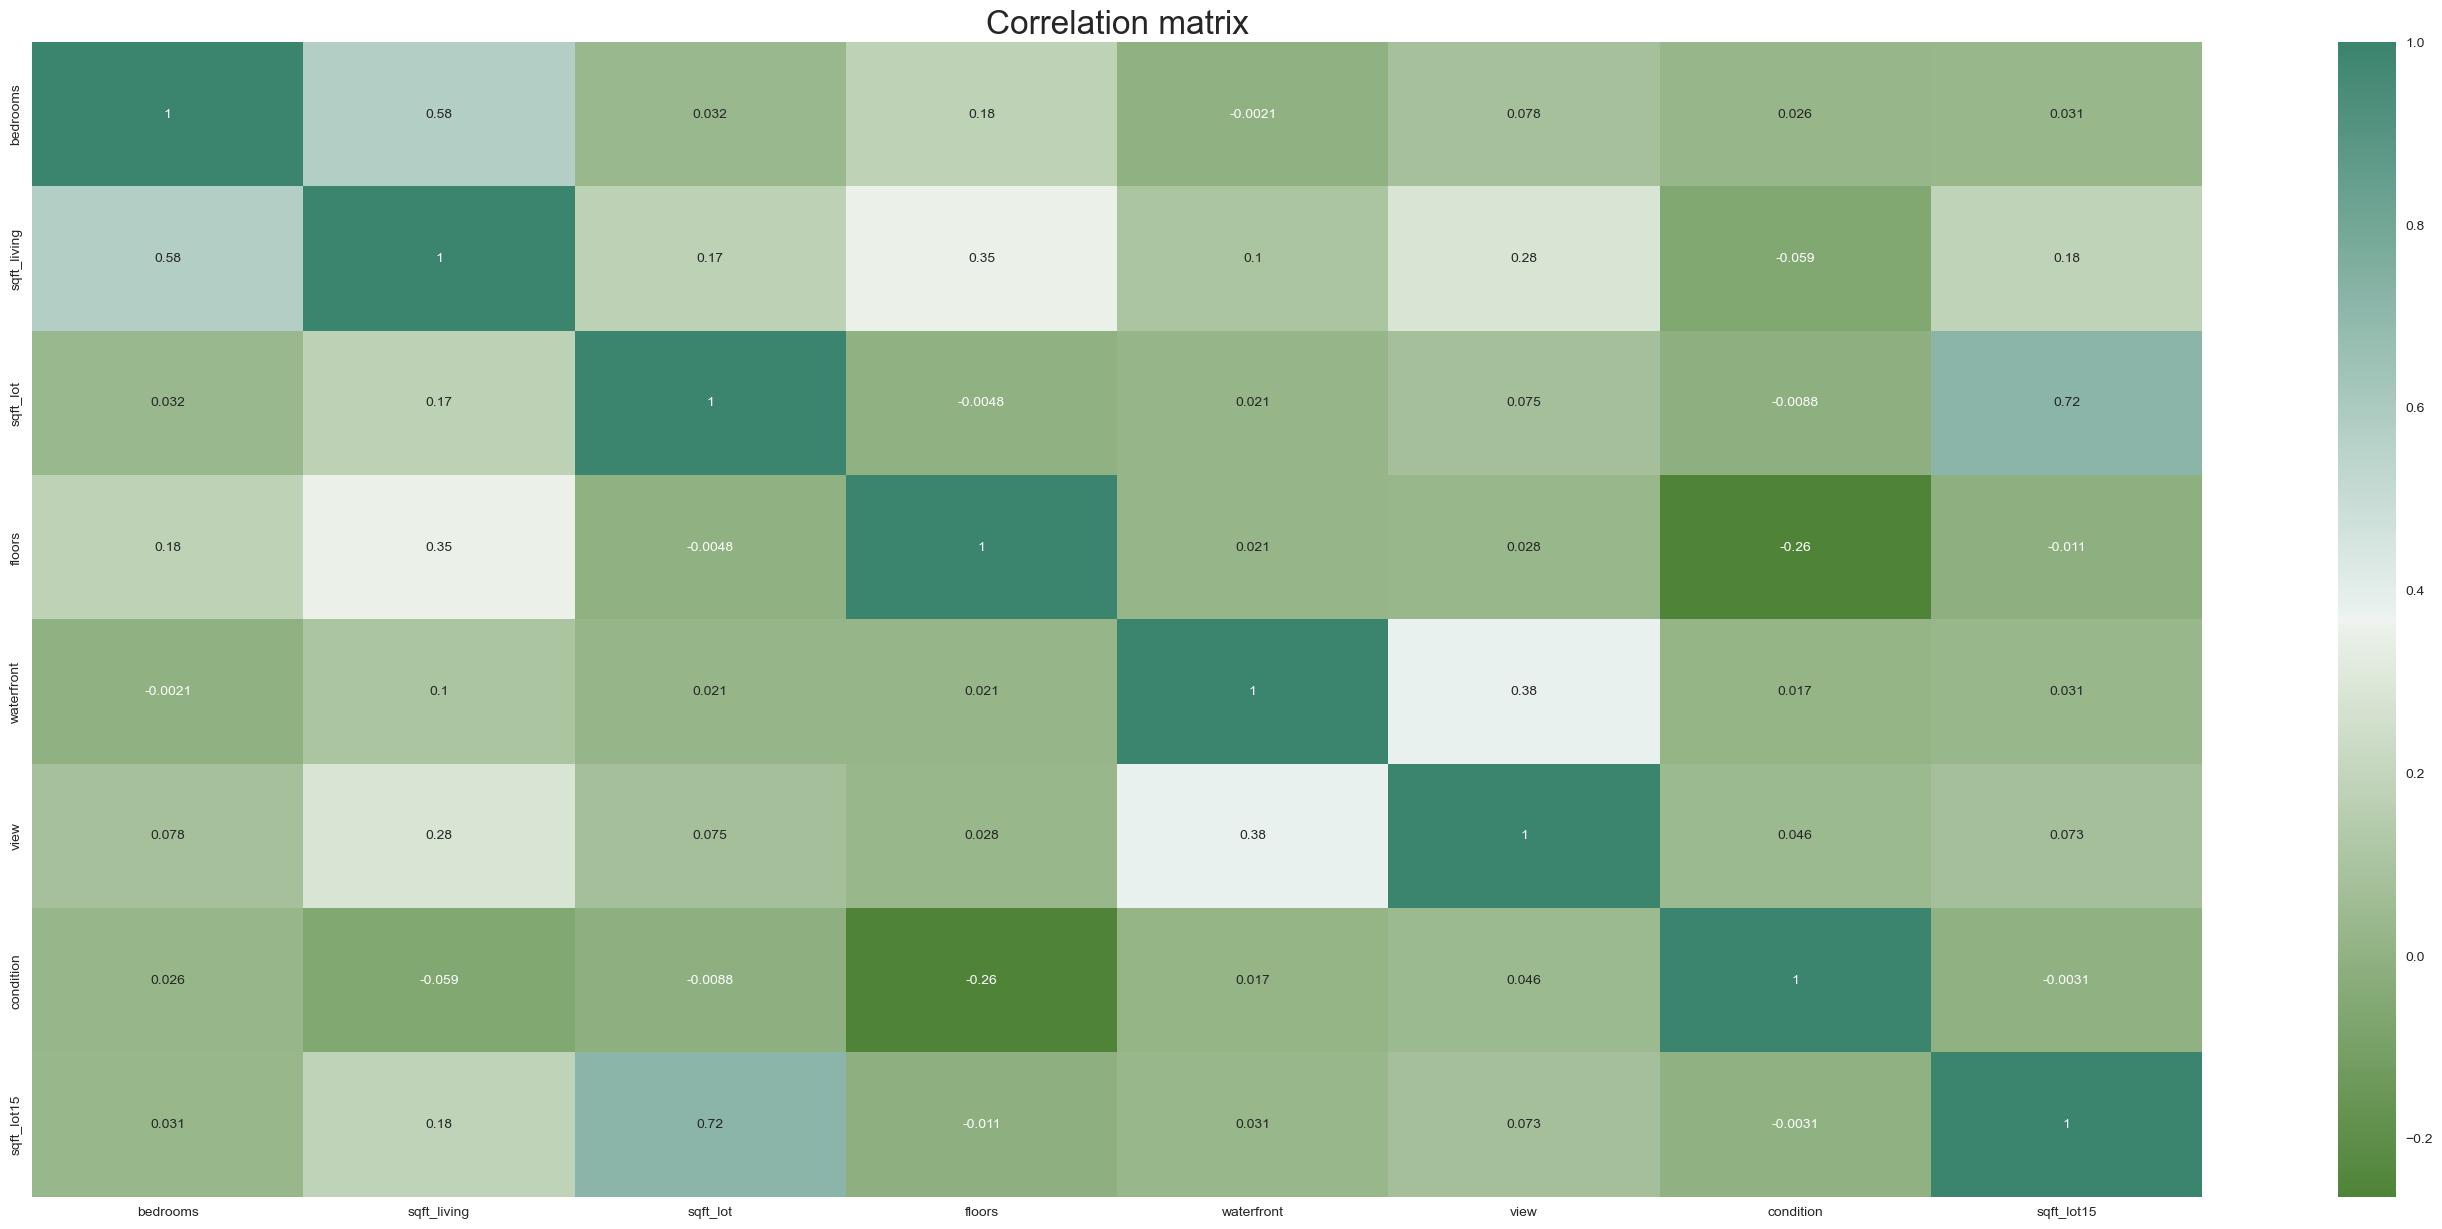 Correlation matrix
bedrooms 1 0.58 0.032 0.18 -0.0021 0.078 0.026 0.031
sqft_living 0.58 1 0.17 0.35 0.1 0.28 -0.059 0.18
sqft_lot 0.032 0.17 1 -0.0048 0.021 0.075 -0.0088 0.72
floors 0.18 0.35 -0.0048 1 0.021 0.028 -0.26 -0.011
waterfront -0.0021 0.1 0.021 0.021 1 0.38 0.017 0.031
view 0.078 0.28 0.075 0.028 0.38 1 0.046 0.073
condition 0.026 -0.059 -0.0088 -0.26 0.017 0.046 1 -0.0031
sqft_lot15 0.031 0.18 0.72 -0.011 0.031 0.073 -0.0031 1
bedrooms sqft_living sqft_lot floors waterfront view condition sqft_lot15
1.0
0.8
0.6
0.4
0.2
0.0
−0.2